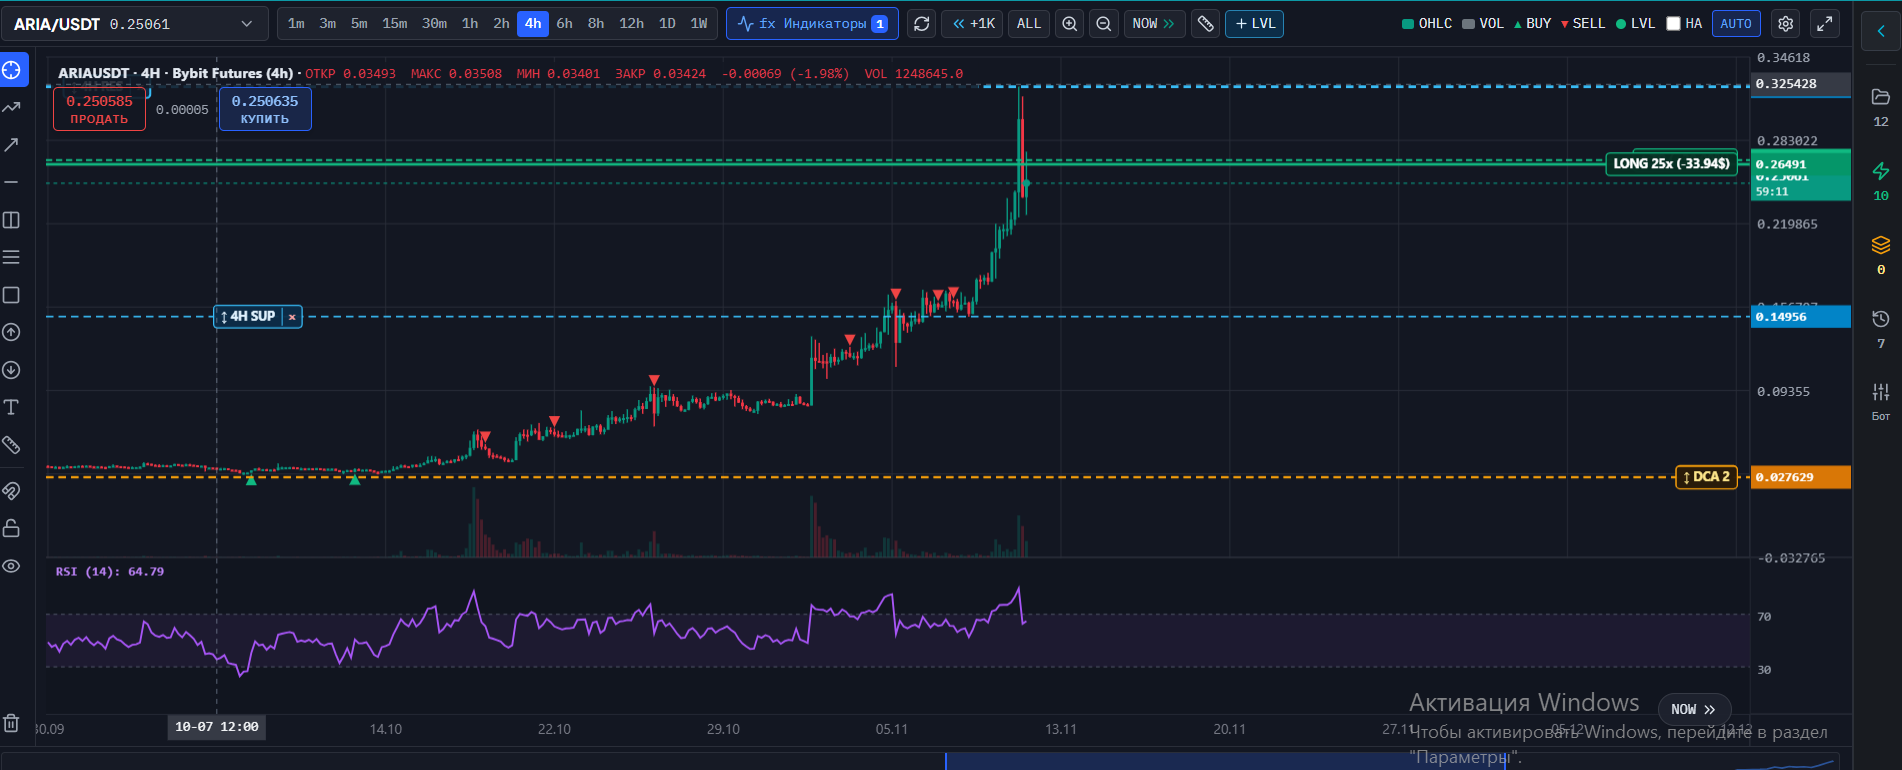 ARIA/USDT 0.25061
1m 3m 5m 15m 30m 1h 2h 4h 6h 8h 12h 1D 1W
fx Индикаторы 1
+1K
ALL
NOW
+ LVL
OHLC VOL BUY SELL LVL HA
AUTO
ARIAUSDT · 4H · Bybit Futures (4h) · ОТКР 0.03493 МАКС 0.03508 МИН 0.03401 ЗАКР 0.03424 -0.00069 (-1.98%) VOL 1248645.0
0.250585
ПРОДАТЬ
0.00005
0.250635
КУПИТЬ
0.34618
0.325428
0.283022
LONG 25x (-33.94$)
0.26491
59:11
0.219865
4H SUP ×
0.14956
0.09355
DCA 2
0.027629
-0.032765
RSI (14): 64.79
70
30
12
10
0
7
Бот
10-07 12:00
14.10
22.10
29.10
05.11
13.11
20.11
27.11
Активация Windows
Чтобы активировать Windows, перейдите в раздел
"Параметры".
NOW